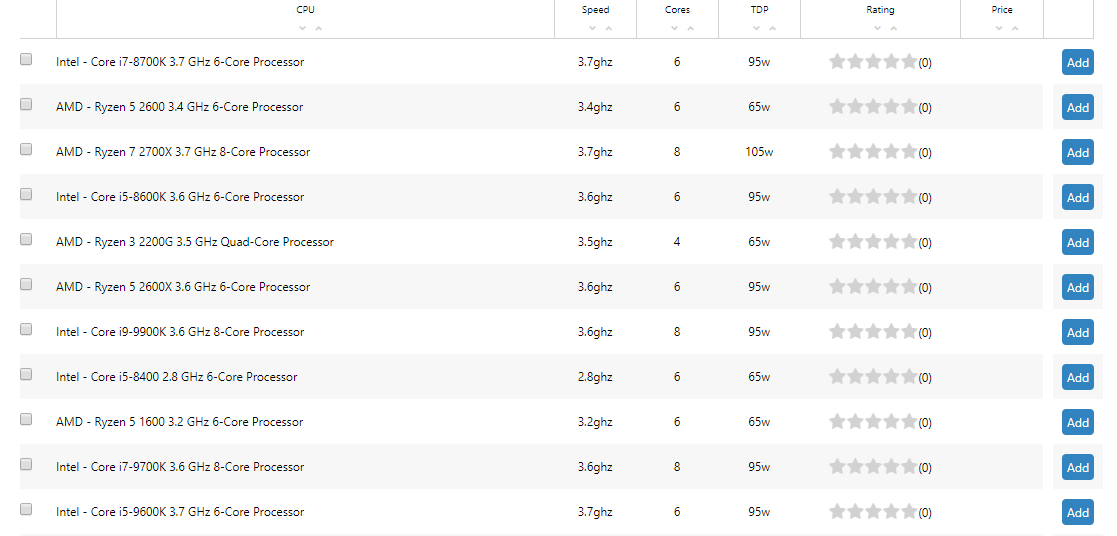 CPU Speed Cores TDP Rating Price
Intel - Core i7-8700K 3.7 GHz 6-Core Processor 3.7ghz 6 95w (0) Add
AMD - Ryzen 5 2600 3.4 GHz 6-Core Processor 3.4ghz 6 65w (0) Add
AMD - Ryzen 7 2700X 3.7 GHz 8-Core Processor 3.7ghz 8 105w (0) Add
Intel - Core i5-8600K 3.6 GHz 6-Core Processor 3.6ghz 6 95w (0) Add
AMD - Ryzen 3 2200G 3.5 GHz Quad-Core Processor 3.5ghz 4 65w (0) Add
AMD - Ryzen 5 2600X 3.6 GHz 6-Core Processor 3.6ghz 6 95w (0) Add
Intel - Core i9-9900K 3.6 GHz 8-Core Processor 3.6ghz 8 95w (0) Add
Intel - Core i5-8400 2.8 GHz 6-Core Processor 2.8ghz 6 65w (0) Add
AMD - Ryzen 5 1600 3.2 GHz 6-Core Processor 3.2ghz 6 65w (0) Add
Intel - Core i7-9700K 3.6 GHz 8-Core Processor 3.6ghz 8 95w (0) Add
Intel - Core i5-9600K 3.7 GHz 6-Core Processor 3.7ghz 6 95w (0) Add